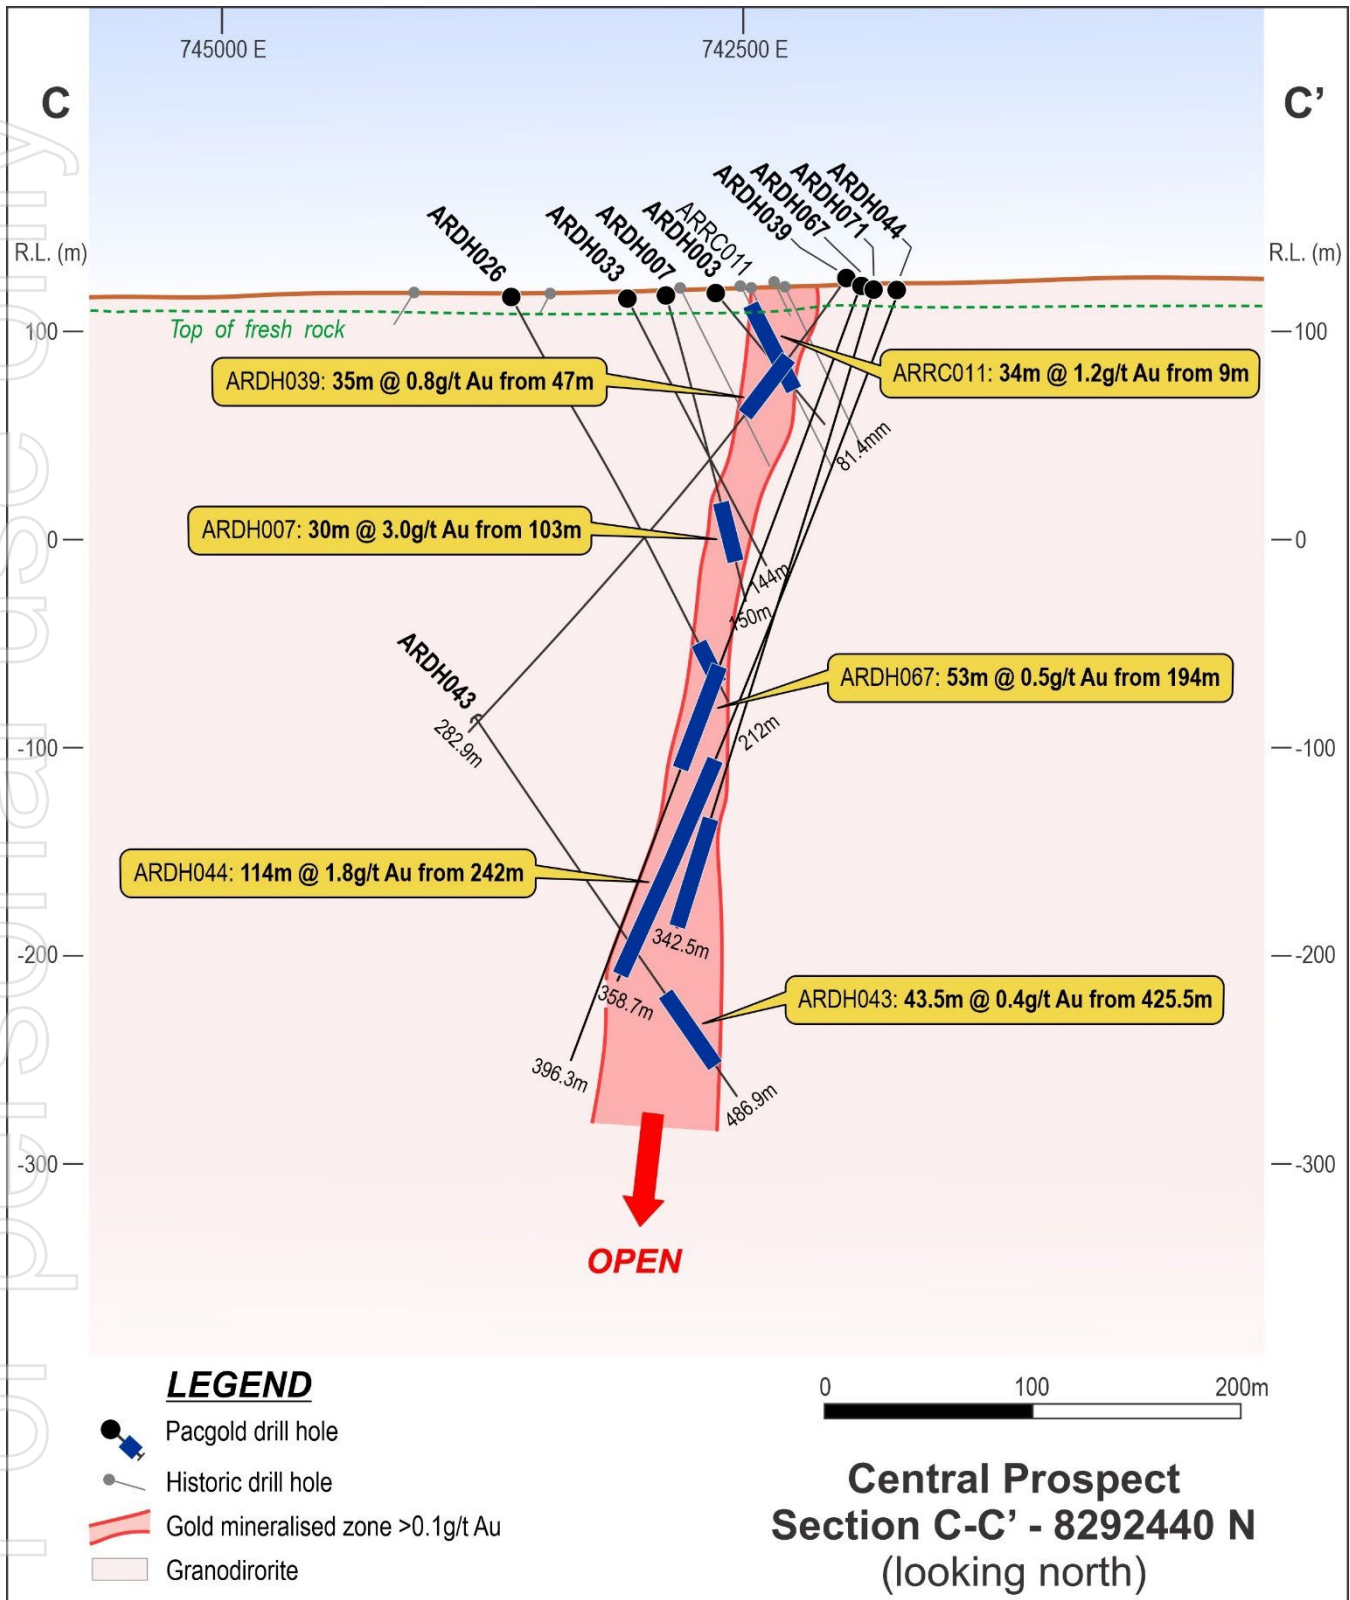 745000 E
742500 E
C
C'
ARDH026
ARDH033
ARDH007
ARDH003
ARRC011
ARDH039
ARDH067
ARDH071
ARDH044
R.L. (m)
R.L. (m)
Top of fresh rock
100
100
ARDH039: 35m @ 0.8g/t Au from 47m
ARRC011: 34m @ 1.2g/t Au from 9m
81.4mm
ARDH007: 30m @ 3.0g/t Au from 103m
0
0
144m
150m
ARDH043
282.9m
ARDH067: 53m @ 0.5g/t Au from 194m
212m
-100
-100
ARDH044: 114m @ 1.8g/t Au from 242m
342.5m
-200
-200
358.7m
ARDH043: 43.5m @ 0.4g/t Au from 425.5m
396.3m
486.9m
-300
-300
OPEN
For personal use only
LEGEND
Pacgold drill hole
Historic drill hole
Gold mineralised zone >0.1g/t Au
Granodirorite
0 100 200m
Central Prospect
Section C-C' - 8292440 N
(looking north)